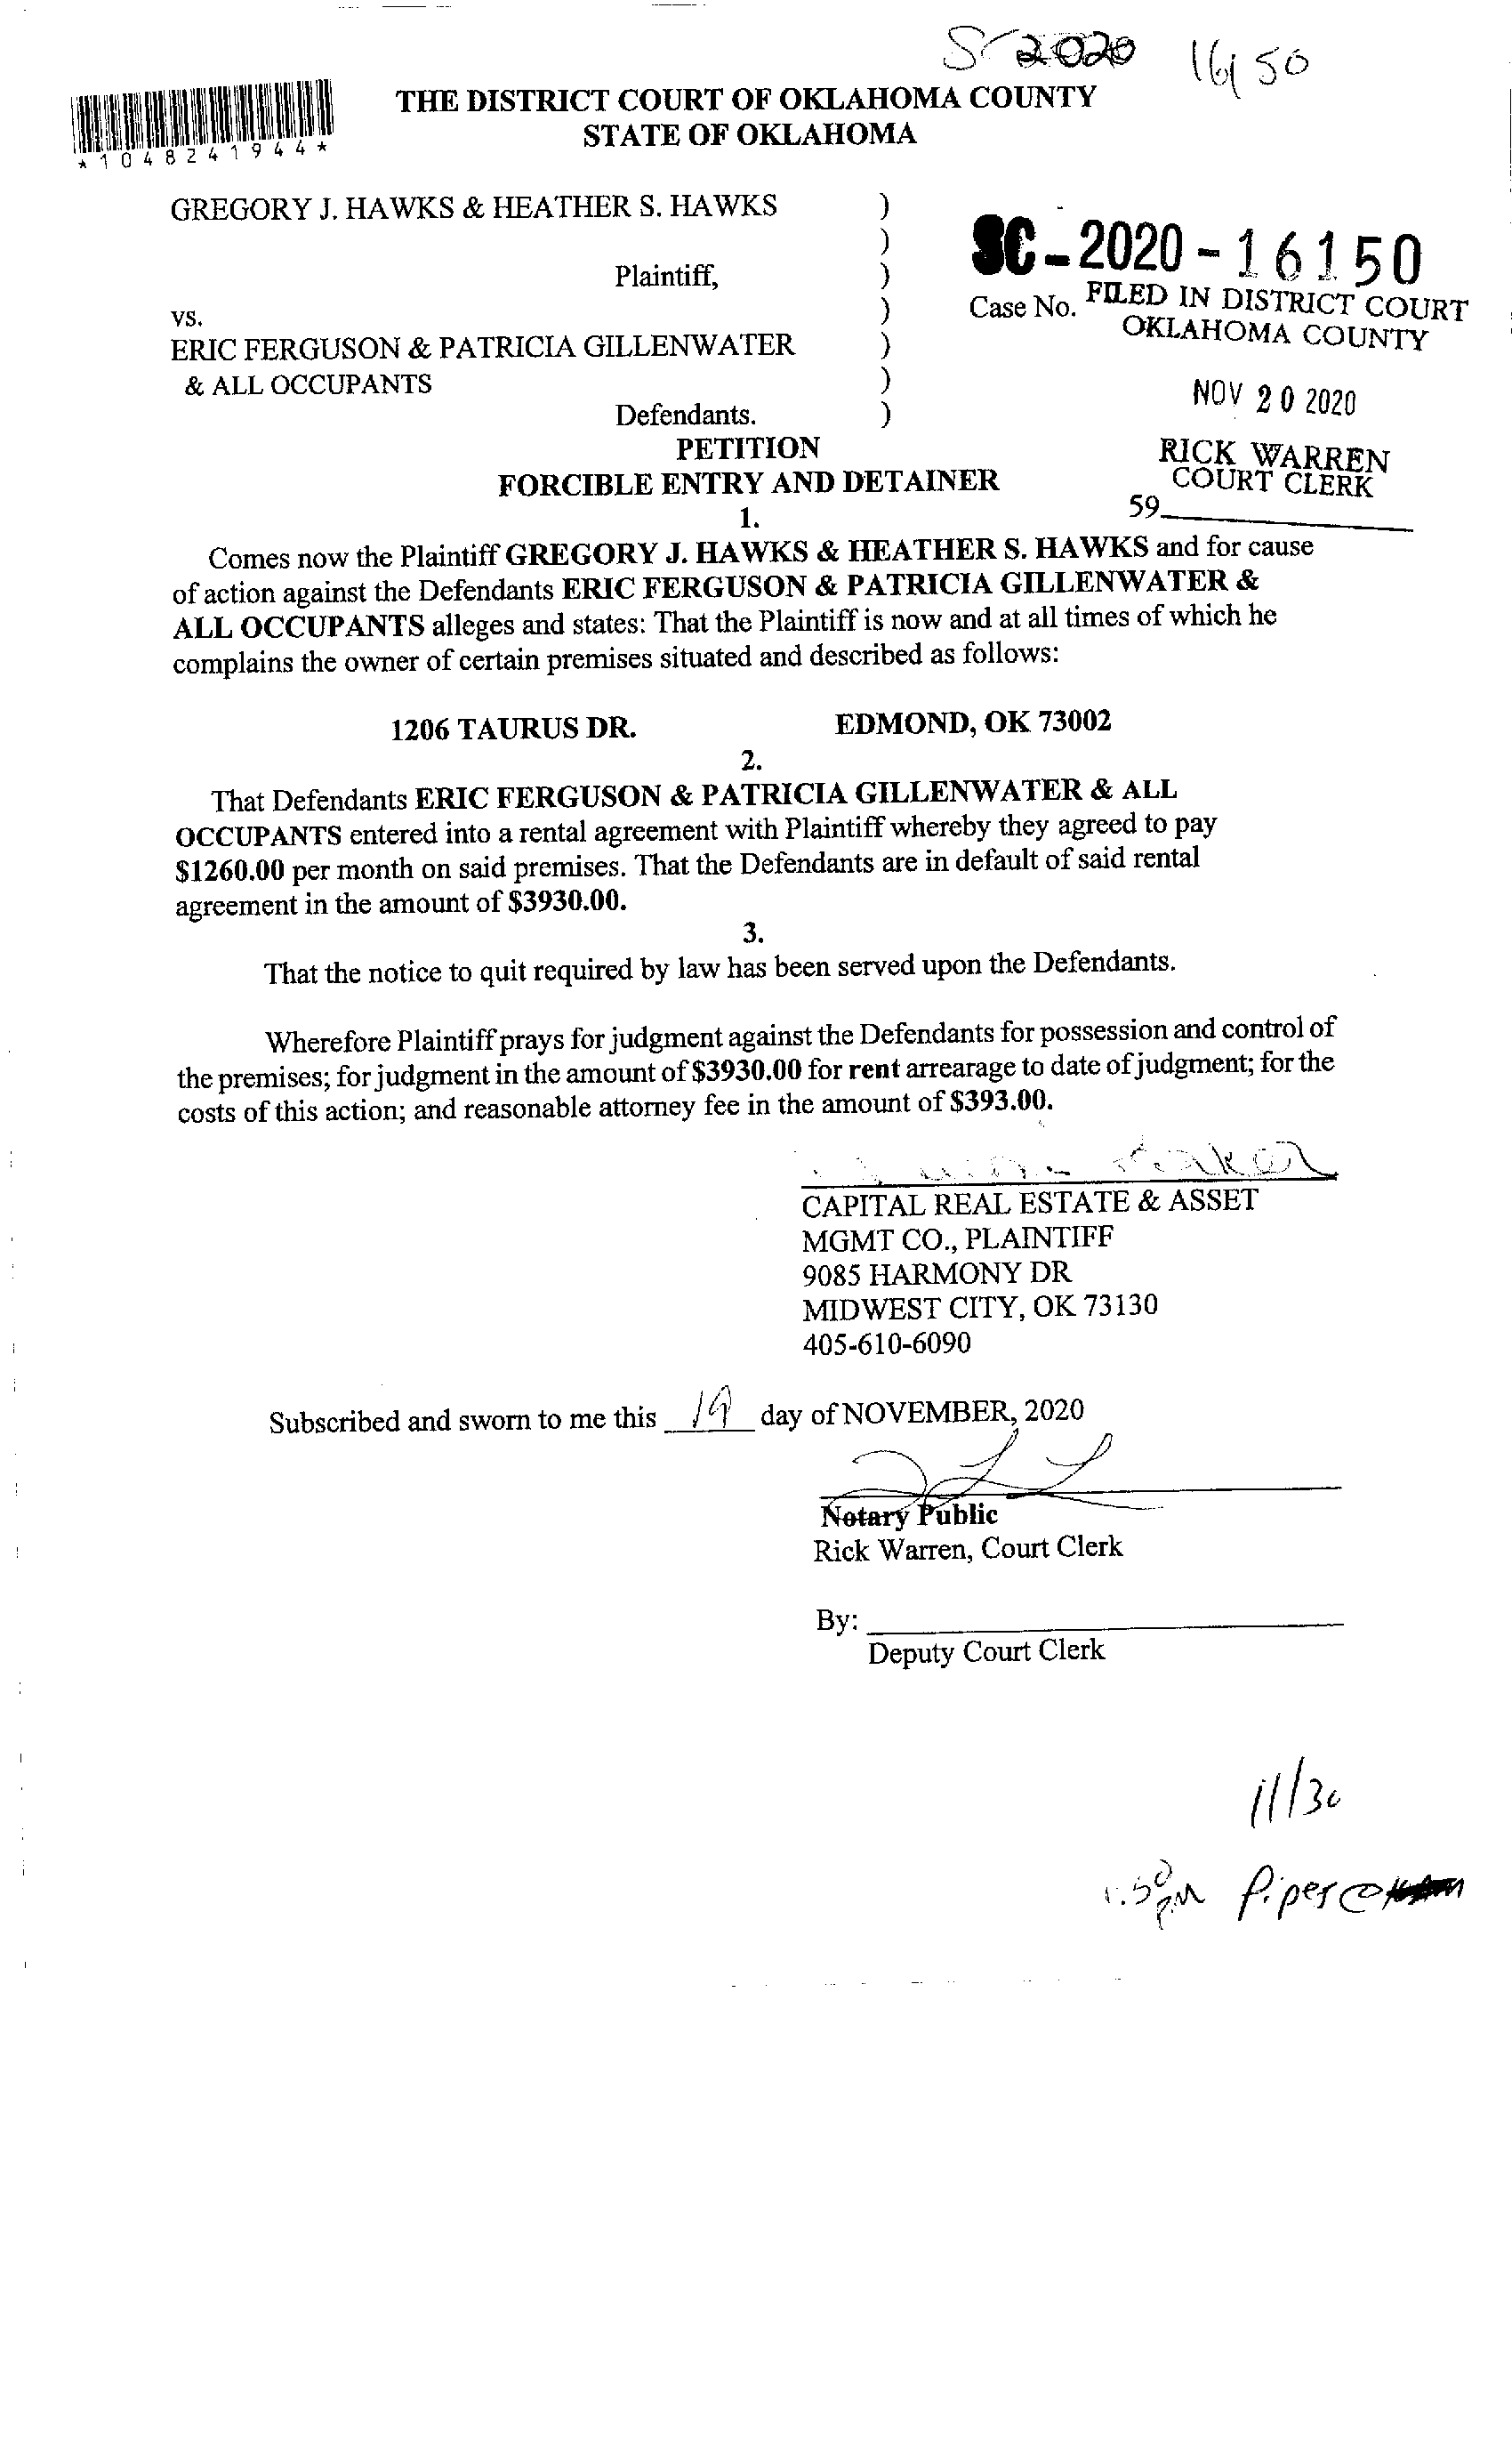 SC 2020 16150
*1048241944*
THE DISTRICT COURT OF OKLAHOMA COUNTY
STATE OF OKLAHOMA
GREGORY J. HAWKS & HEATHER S. HAWKS )
)
Plaintiff, )
vs. )
ERIC FERGUSON & PATRICIA GILLENWATER )
& ALL OCCUPANTS )
Defendants. )
SC-2020-16150
Case No. FILED IN DISTRICT COURT
OKLAHOMA COUNTY
NOV 20 2020
RICK WARREN
COURT CLERK
59
PETITION
FORCIBLE ENTRY AND DETAINER
1.
Comes now the Plaintiff GREGORY J. HAWKS & HEATHER S. HAWKS and for cause
of action against the Defendants ERIC FERGUSON & PATRICIA GILLENWATER &
ALL OCCUPANTS alleges and states: That the Plaintiff is now and at all times of which he
complains the owner of certain premises situated and described as follows:
1206 TAURUS DR. EDMOND, OK 73002
2.
That Defendants ERIC FERGUSON & PATRICIA GILLENWATER & ALL
OCCUPANTS entered into a rental agreement with Plaintiff whereby they agreed to pay
$1260.00 per month on said premises. That the Defendants are in default of said rental
agreement in the amount of $3930.00.
3.
That the notice to quit required by law has been served upon the Defendants.
Wherefore Plaintiff prays for judgment against the Defendants for possession and control of
the premises; for judgment in the amount of $3930.00 for rent arrearage to date of judgment; for the
costs of this action; and reasonable attorney fee in the amount of $393.00.
CAPITAL REAL ESTATE & ASSET
MGMT CO., PLAINTIFF
9085 HARMONY DR
MIDWEST CITY, OK 73130
405-610-6090
Subscribed and sworn to me this 19 day of NOVEMBER, 2020
Notary Public
Rick Warren, Court Clerk
By:
Deputy Court Clerk
11/30
1:30 pm Piper @